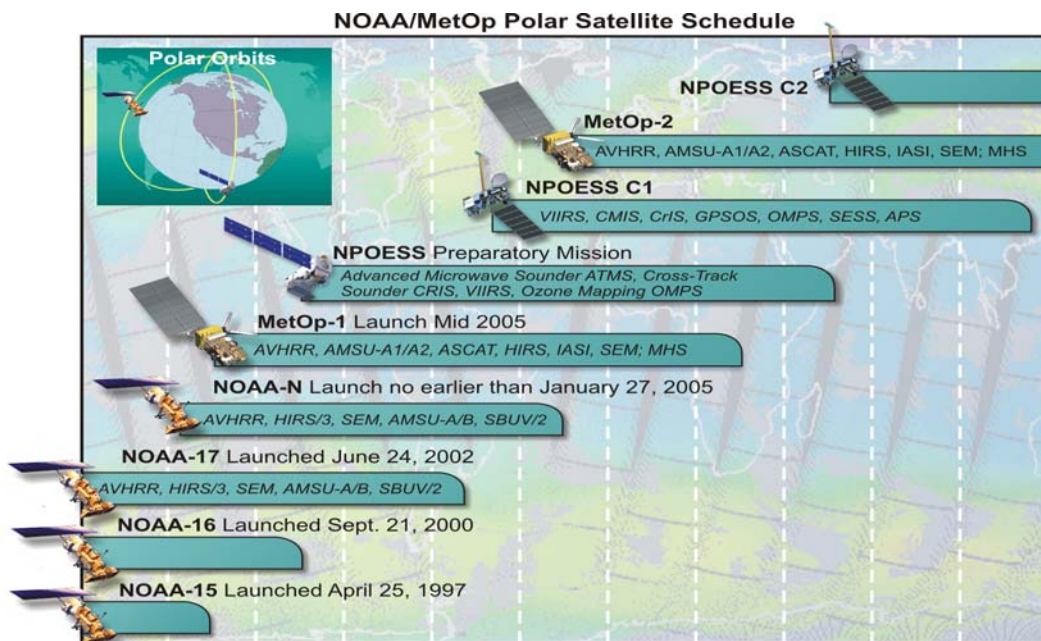 NOAA/MetOp Polar Satellite Schedule
Polar Orbits
NPOESS C2
MetOp-2
AVHRR, AMSU-A1/A2, ASCAT, HIRS, IASI, SEM; MHS
NPOESS C1
VIIRS, CMIS, CrIS, GPSOS, OMPS, SESS, APS
NPOESS Preparatory Mission
Advanced Microwave Sounder ATMS, Cross-Track
Sounder CRIS, VIIRS, Ozone Mapping OMPS
MetOp-1 Launch Mid 2005
AVHRR, AMSU-A1/A2, ASCAT, HIRS, IASI, SEM; MHS
NOAA-N Launch no earlier than January 27, 2005
AVHRR, HIRS/3, SEM, AMSU-A/B, SBUV/2
NOAA-17 Launched June 24, 2002
AVHRR, HIRS/3, SEM, AMSU-A/B, SBUV/2
NOAA-16 Launched Sept. 21, 2000
NOAA-15 Launched April 25, 1997